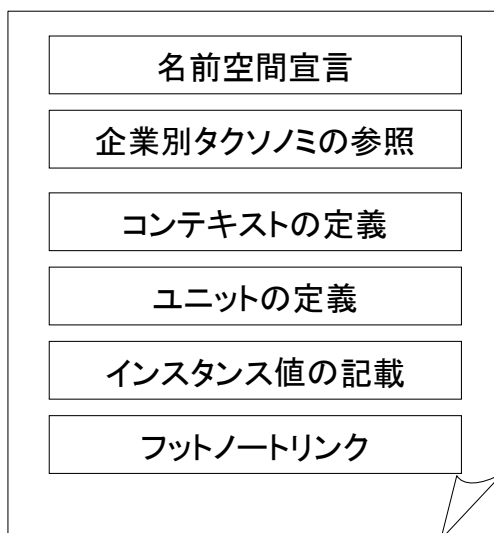 名前空間宣言
企業別タクソノミの参照
コンテキストの定義
ユニットの定義
インスタンス値の記載
フットノートリンク